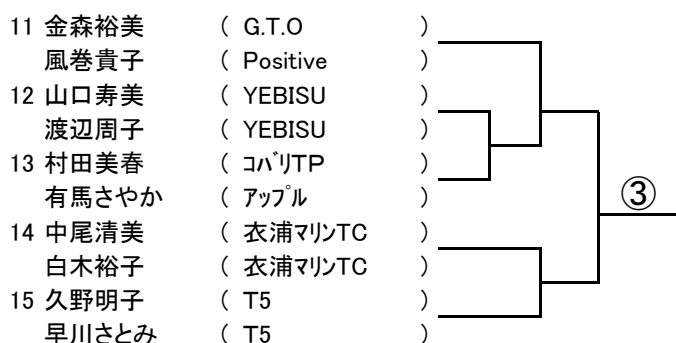 11 金森裕美 ( G.T.O )
風巻貴子 ( Positive )
12 山口寿美 ( YEBISU )
渡辺周子 ( YEBISU )
13 村田美春 ( ｺﾊﾞﾘTP )
有馬さやか ( ｱｯﾌﾟﾙ )
③
14 中尾清美 ( 衣浦ﾏﾘﾝTC )
白木裕子 ( 衣浦ﾏﾘﾝTC )
15 久野明子 ( T5 )
早川さとみ ( T5 )